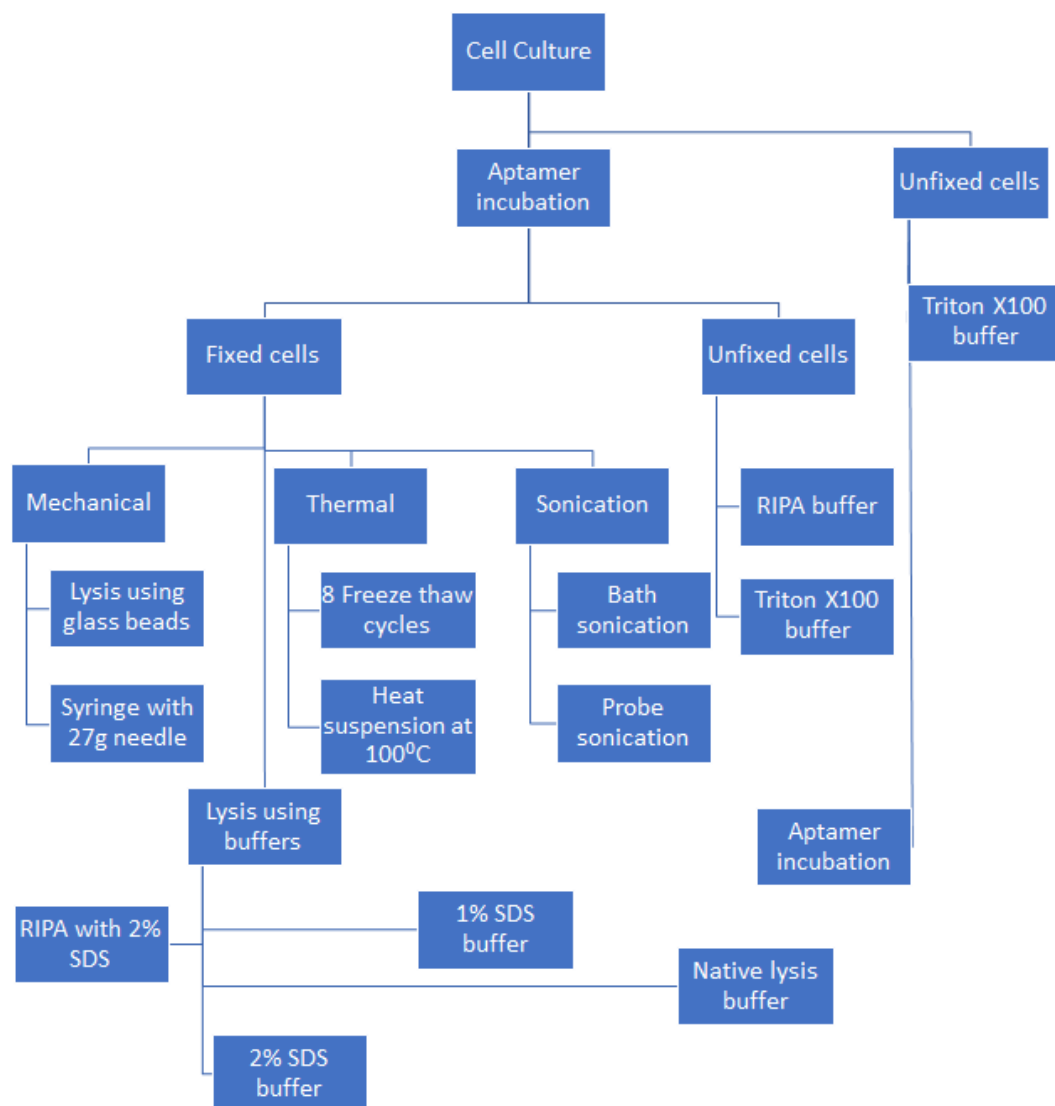 Cell Culture
Aptamer
incubation
Unfixed cells
Triton X100
buffer
Fixed cells
Unfixed cells
Mechanical
Thermal
Sonication
RIPA buffer
Lysis using
glass beads
8 Freeze thaw
cycles
Bath
sonication
Triton X100
buffer
Syringe with
27g needle
Heat
suspension at
100⁰C
Probe
sonication
Lysis using
buffers
Aptamer
incubation
RIPA with 2%
SDS
1% SDS
buffer
Native lysis
buffer
2% SDS
buffer